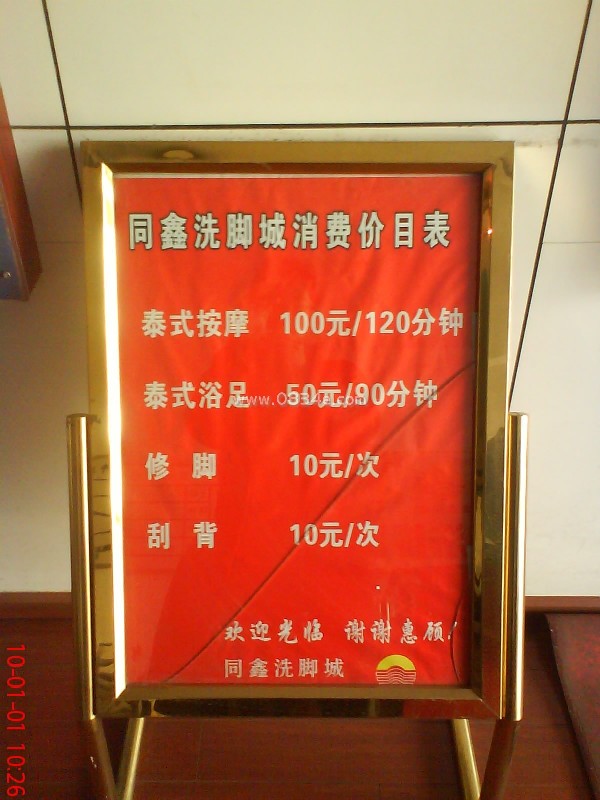 同鑫洗脚城消费价目表
泰式按摩 100元/120分钟
泰式浴足 50元/90分钟
修 脚 10元/次
刮 背 10元/次
欢迎光临 谢谢惠顾!
同鑫洗脚城
10-01-01 10:26